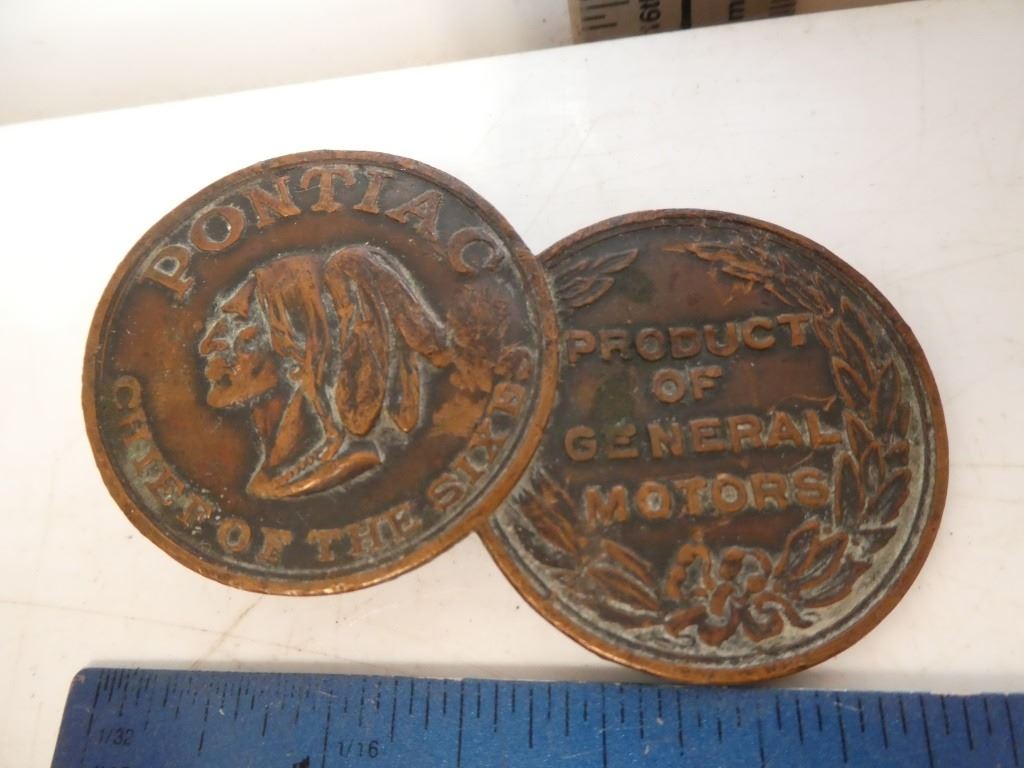 PONTIAC
CHIEF OF THE SIXES
PRODUCT
OF
GENERAL
MOTORS
1/32
1/16